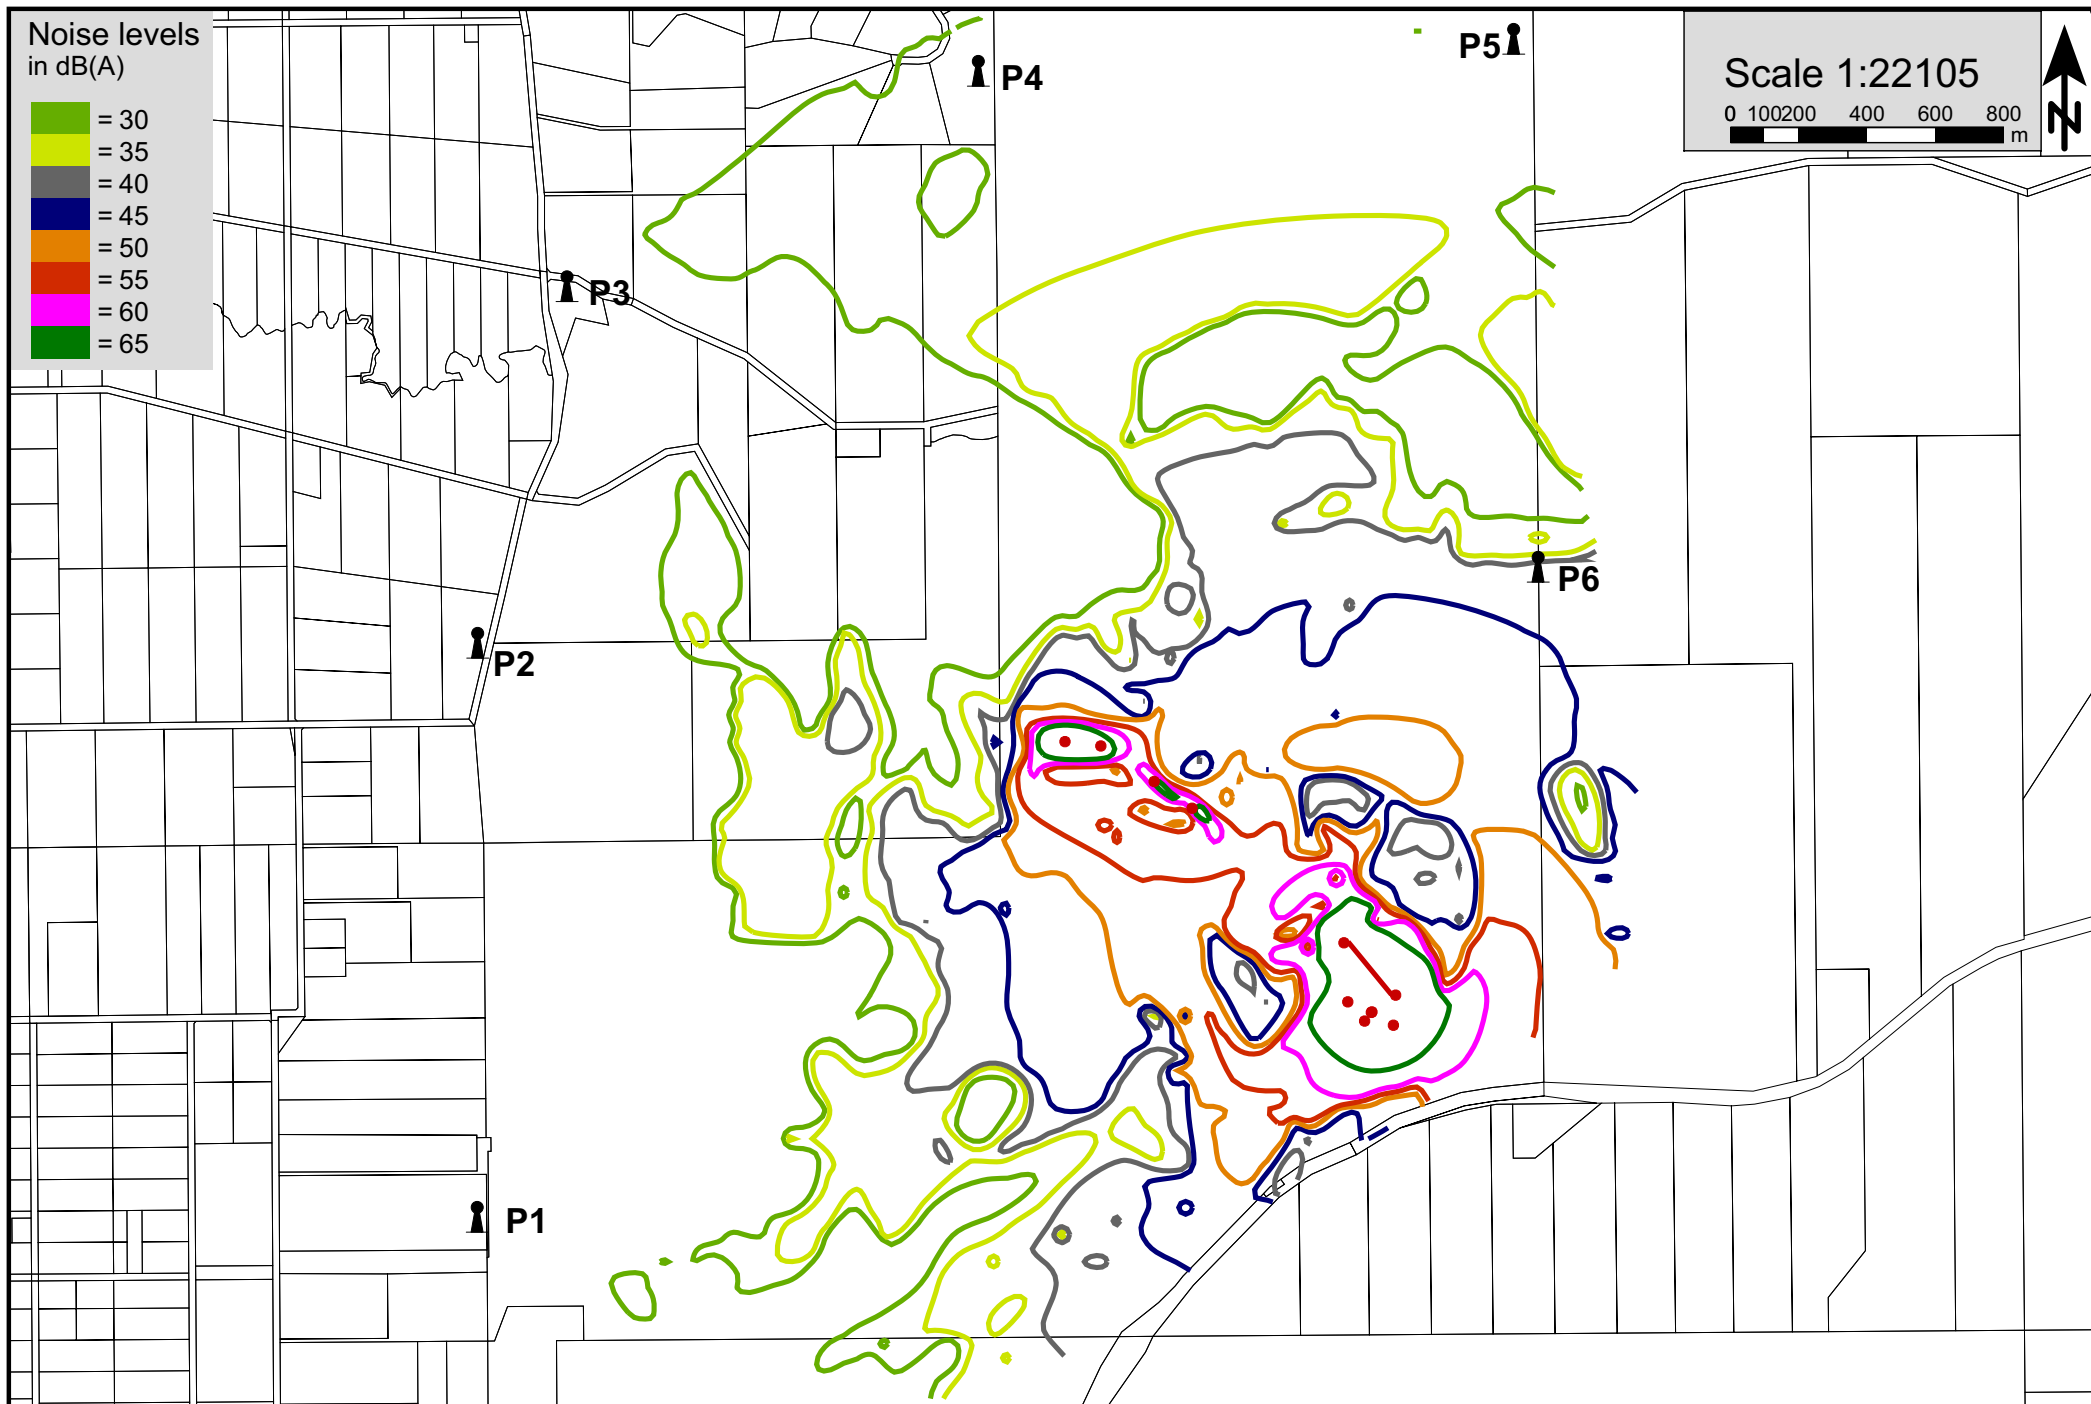 Noise levels
in dB(A)
= 30
= 35
= 40
= 45
= 50
= 55
= 60
= 65
P5
P4
Scale 1:22105
0 100200 400 600 800
m
N
P3
P6
P2
P1